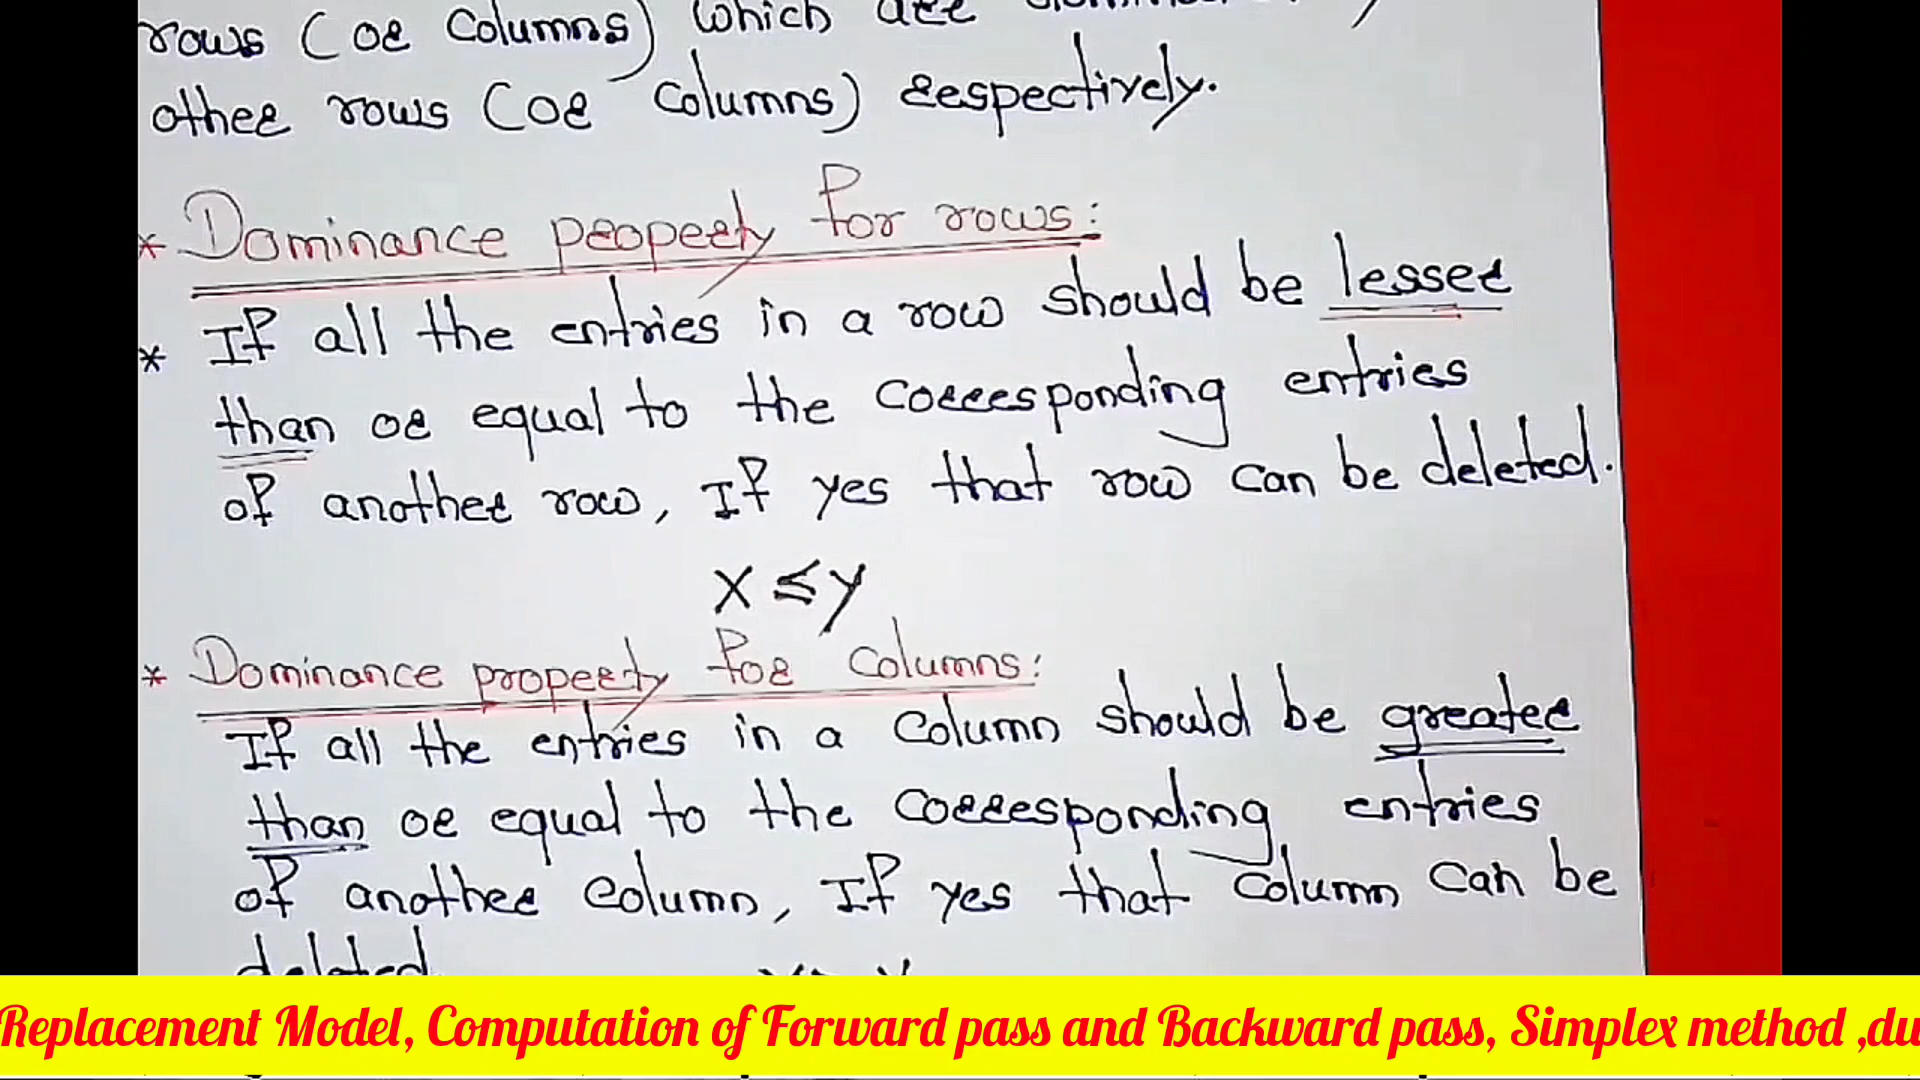 rows (or Columns) which are
other rows (or Columns) respectively.
* Dominance property for rows:
* If all the entries in a row should be lesser
than or equal to the corresponding entries
of another row, If yes that row can be deleted.
X ≤ y
* Dominance property for Columns:
If all the entries in a Column should be greater
than or equal to the corresponding entries
of another column, If yes that column can be
deleted.
Replacement Model, Computation of Forward pass and Backward pass, Simplex method ,du